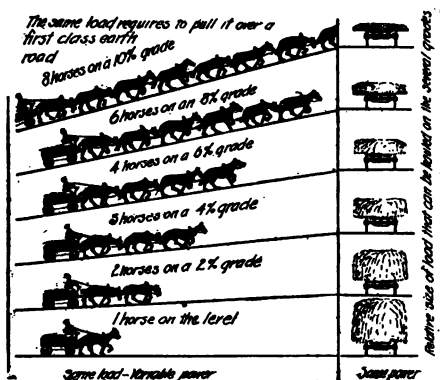 The same load requires to pull it over a
first class earth
road
8 horses on a 10% grade
6 horses on an 8% grade
4 horses on a 6% grade
3 horses on a 4% grade
2 horses on a 2% grade
1 horse on the level
Same load-Variable power
Same power
Relative size of load that can be hauled on the several grades